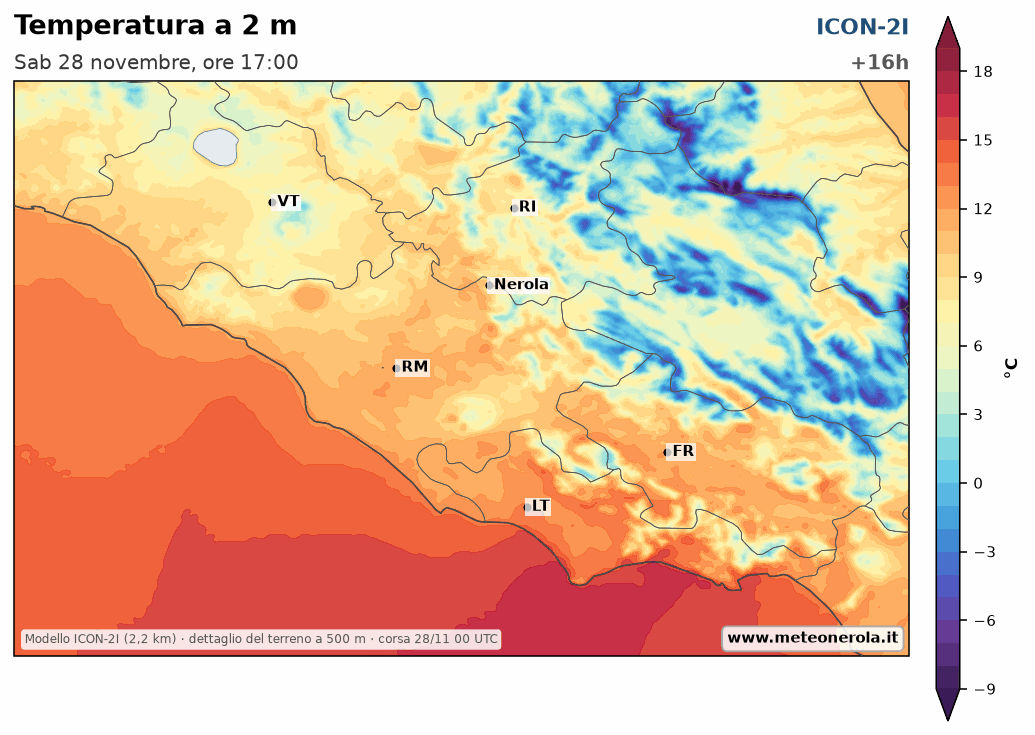 Temperatura a 2 m
ICON-2I
Sab 28 novembre, ore 17:00
+16h
VT
RI
Nerola
RM
FR
LT
18
15
12
9
6
3
0
−3
−6
−9
°C
Modello ICON-2I (2,2 km) · dettaglio del terreno a 500 m · corsa 28/11 00 UTC
www.meteonerola.it